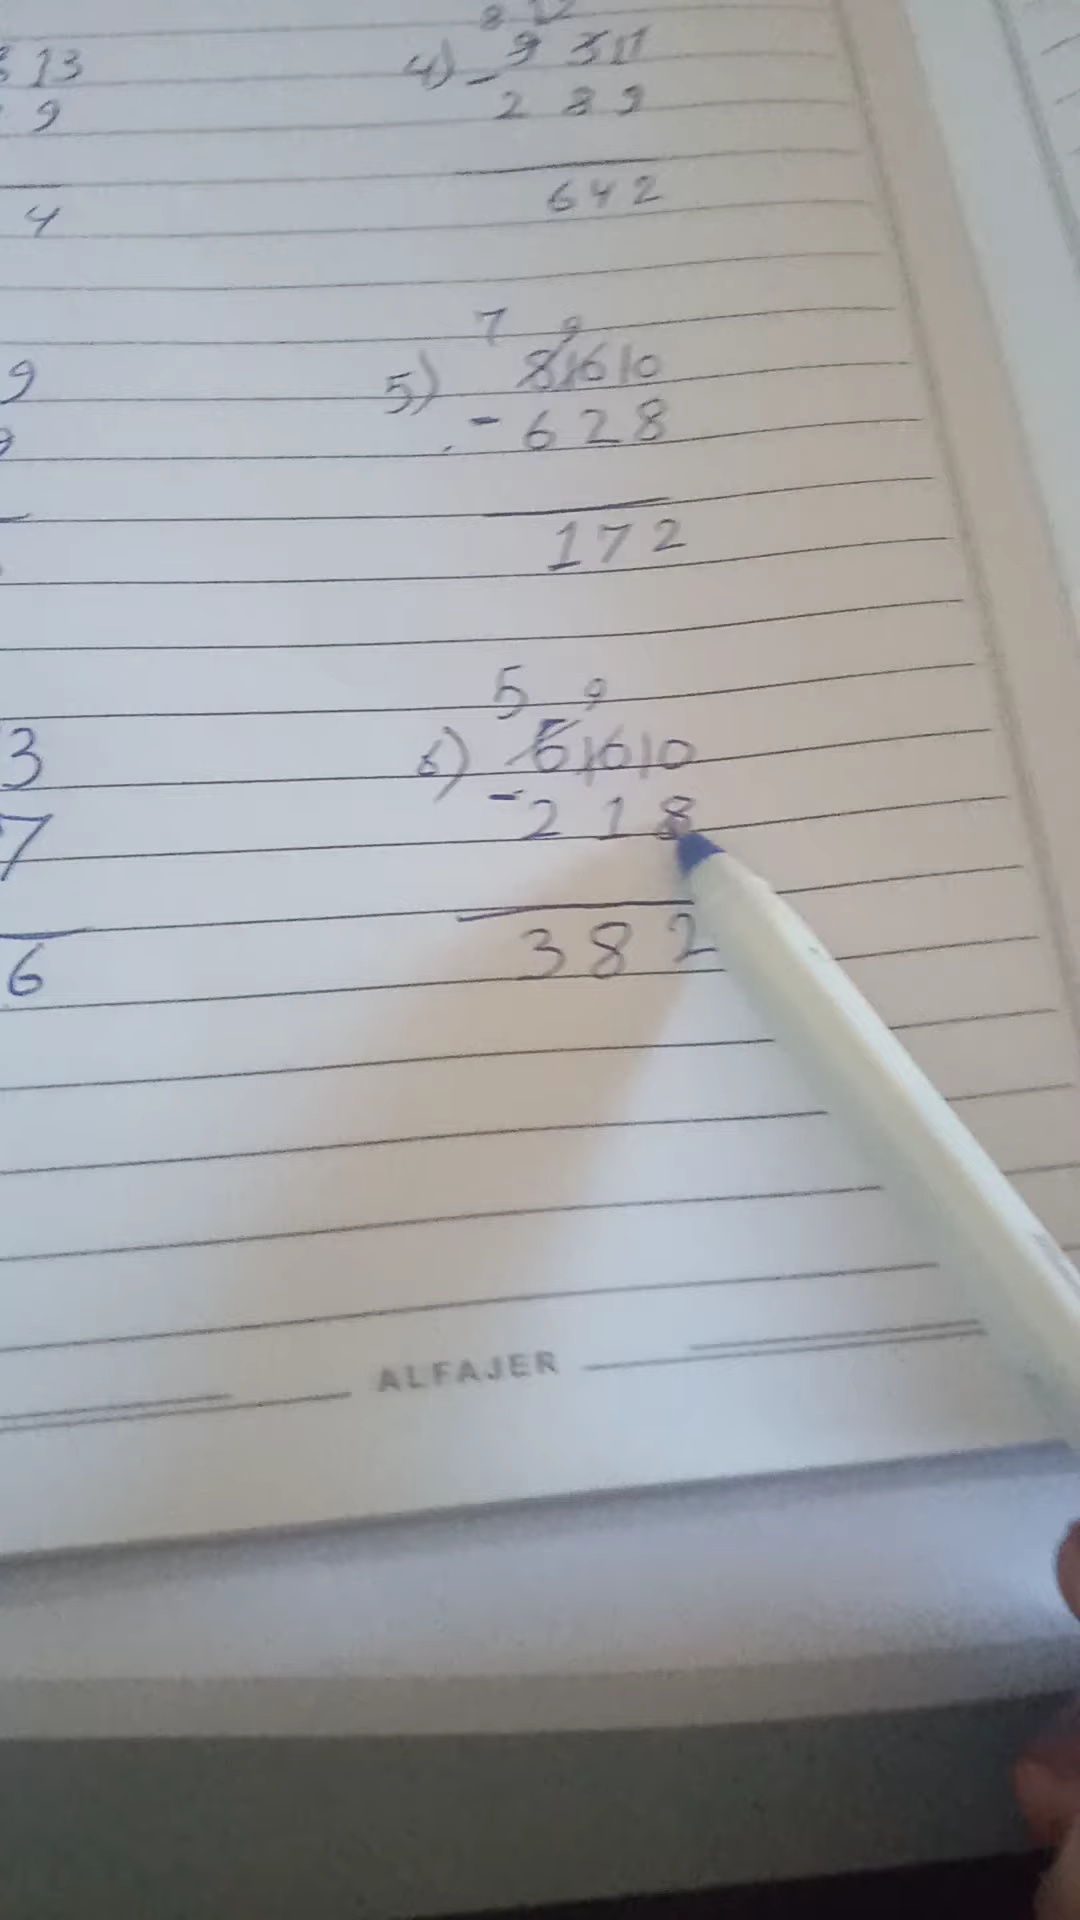 8 12
13
4) 9 3 11
9
- 2 8 9
4
6 4 2
7 9
9
5) 8 10 10
- 6 2 8
1 7 2
5 9
3
6) 6 10 10
7
- 2 1 8
6
3 8 2
ALFAJER